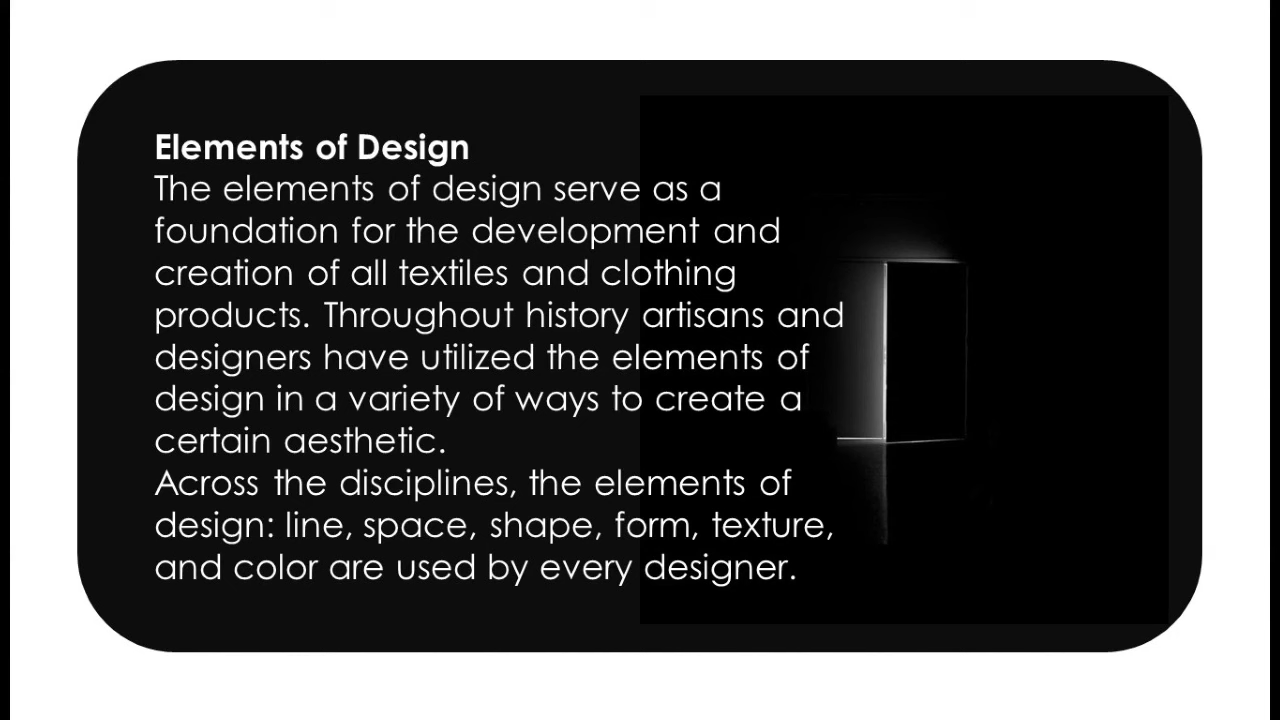 Elements of Design
The elements of design serve as a
foundation for the development and
creation of all textiles and clothing
products. Throughout history artisans and
designers have utilized the elements of
design in a variety of ways to create a
certain aesthetic.
Across the disciplines, the elements of
design: line, space, shape, form, texture,
and color are used by every designer.